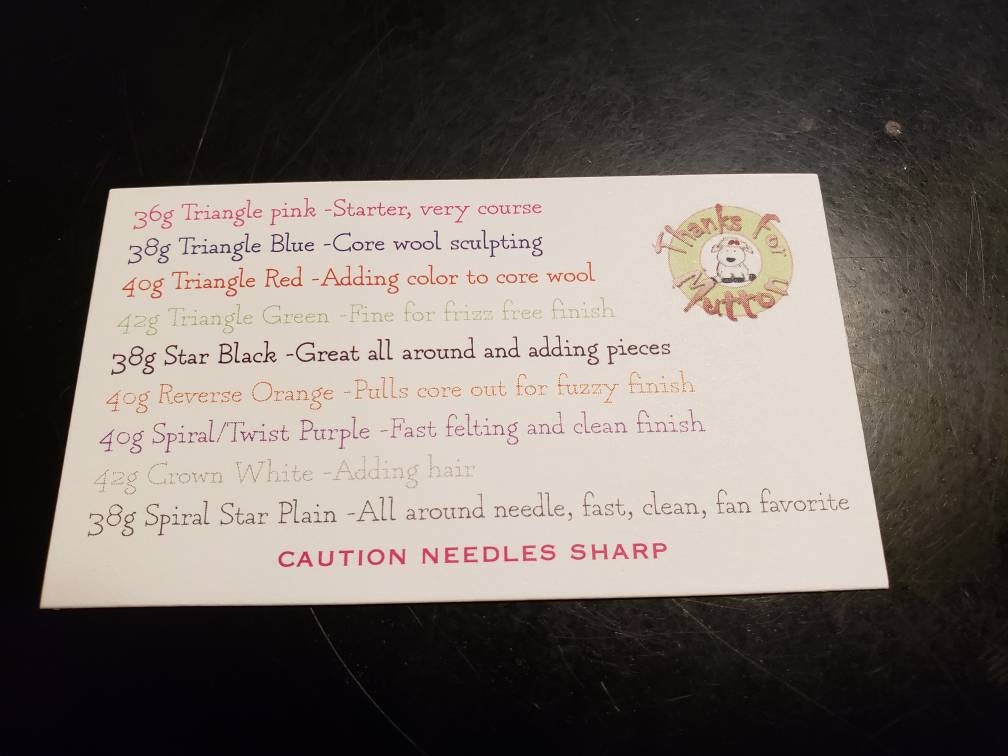 36g Triangle pink -Starter, very course
38g Triangle Blue -Core wool sculpting
40g Triangle Red -Adding color to core wool
42g Triangle Green -Fine for frizz free finish
38g Star Black -Great all around and adding pieces
40g Reverse Orange -Pulls core out for fuzzy finish
40g Spiral/Twist Purple -Fast felting and clean finish
42g Crown White -Adding hair
38g Spiral Star Plain -All around needle, fast, clean, fan favorite
CAUTION NEEDLES SHARP
Thanks For
Mutton